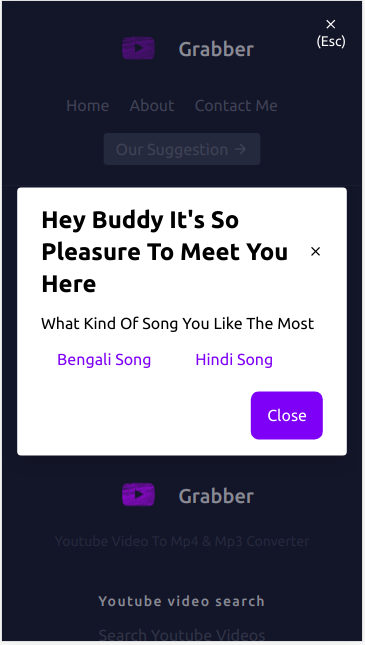 ×
(Esc)
Grabber
Home About Contact Me
Our Suggestion →
Hey Buddy It's So
Pleasure To Meet You
Here
×
What Kind Of Song You Like The Most
Bengali Song Hindi Song
Close
Grabber
Youtube Video To Mp4 & Mp3 Converter
Youtube video search
Search Youtube Videos